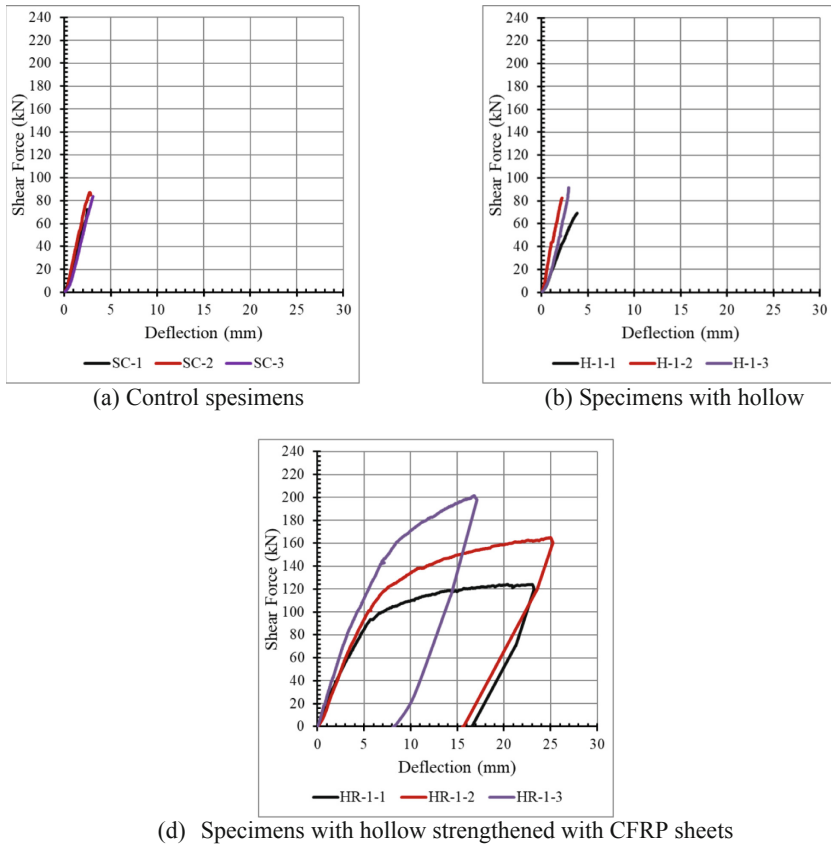 240
220
200
180
160
140
120
100
80
60
40
20
0
Shear Force (kN)
0 5 10 15 20 25 30
Deflection (mm)
SC-1 SC-2 SC-3
(a) Control spesimens
240
220
200
180
160
140
120
100
80
60
40
20
0
Shear Force (kN)
0 5 10 15 20 25 30
Deflection (mm)
H-1-1 H-1-2 H-1-3
(b) Specimens with hollow
240
220
200
180
160
140
120
100
80
60
40
20
0
Shear Force (kN)
0 5 10 15 20 25 30
Deflection (mm)
HR-1-1 HR-1-2 HR-1-3
(d) Specimens with hollow strengthened with CFRP sheets